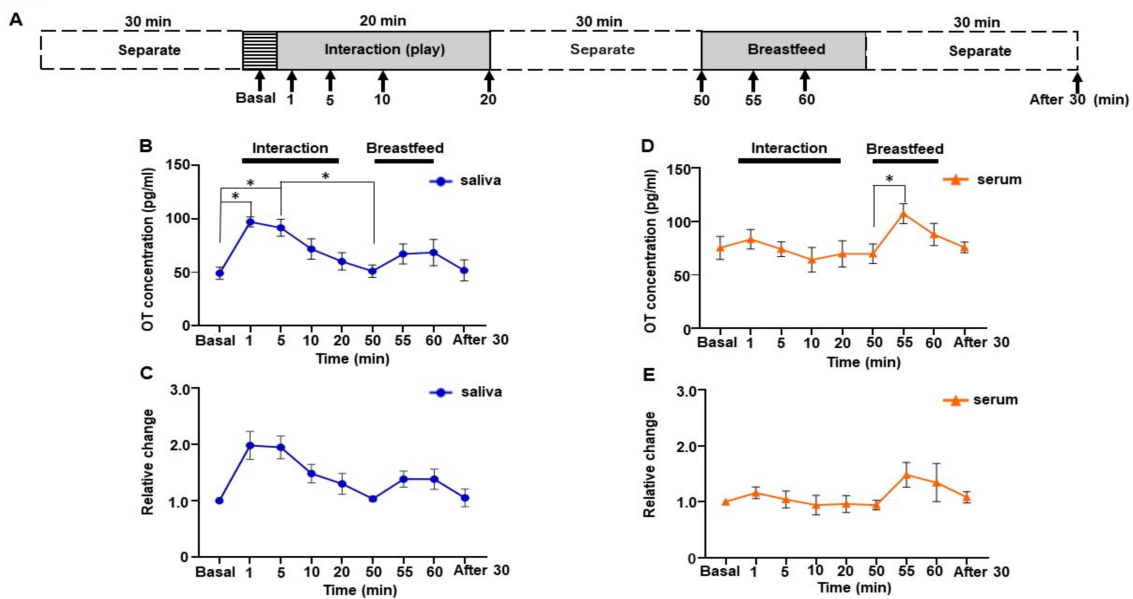 A
30 min 20 min 30 min 30 min
Separate Interaction (play) Separate Breastfeed Separate
Basal 1 5 10 20 50 55 60 After 30 (min)
B
Interaction Breastfeed
OT concentration (pg/ml)
150
100
50
0
saliva
* * *
Basal 1 5 10 20 50 55 60 After 30
Time (min)
C
Relative change
3.0
2.0
1.0
0
saliva
Basal 1 5 10 20 50 55 60 After 30
Time (min)
D
Interaction Breastfeed
OT concentration (pg/ml)
150
100
50
0
serum
*
Basal 1 5 10 20 50 55 60 After 30
Time (min)
E
Relative change
3.0
2.0
1.0
0
serum
Basal 1 5 10 20 50 55 60 After 30
Time (min)